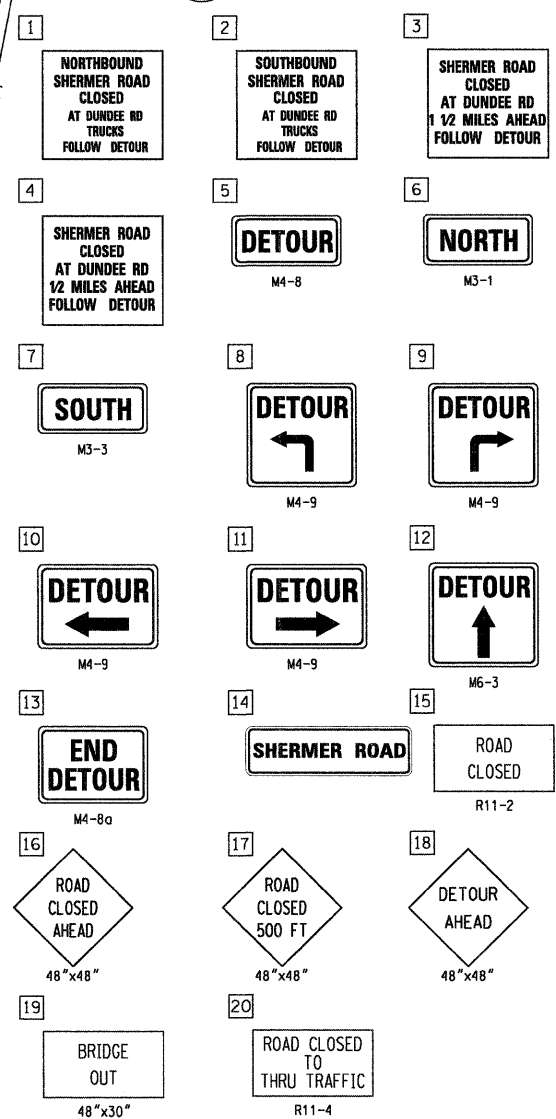 1
NORTHBOUND
SHERMER ROAD
CLOSED
AT DUNDEE RD
TRUCKS
FOLLOW DETOUR
2
SOUTHBOUND
SHERMER ROAD
CLOSED
AT DUNDEE RD
TRUCKS
FOLLOW DETOUR
3
SHERMER ROAD
CLOSED
AT DUNDEE RD
1 1/2 MILES AHEAD
FOLLOW DETOUR
4
SHERMER ROAD
CLOSED
AT DUNDEE RD
1/2 MILES AHEAD
FOLLOW DETOUR
5
DETOUR
M4-8
6
NORTH
M3-1
7
SOUTH
M3-3
8
DETOUR
M4-9
9
DETOUR
M4-9
10
DETOUR
M4-9
11
DETOUR
M4-9
12
DETOUR
M6-3
13
END
DETOUR
M4-8a
14
SHERMER ROAD
15
ROAD
CLOSED
R11-2
16
ROAD
CLOSED
AHEAD
48"x48"
17
ROAD
CLOSED
500 FT
48"x48"
18
DETOUR
AHEAD
48"x48"
19
BRIDGE
OUT
48"x30"
20
ROAD CLOSED
TO
THRU TRAFFIC
R11-4